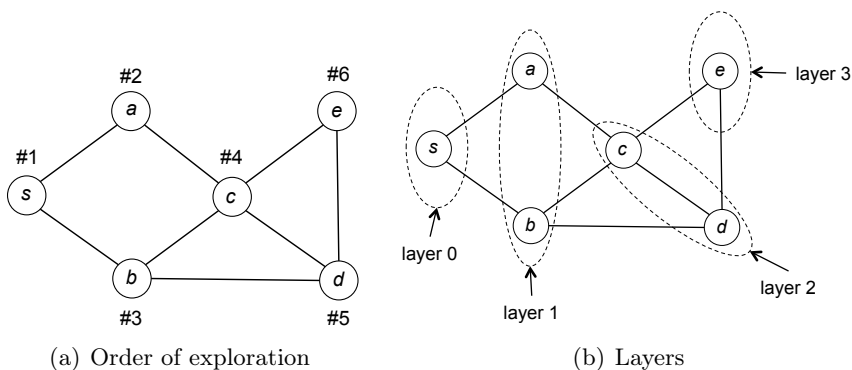 #2
#6
a
e
#1
#4
s
c
b
d
#3
#5
(a) Order of exploration
a
e
layer 3
s
c
b
d
layer 0
layer 2
layer 1
(b) Layers